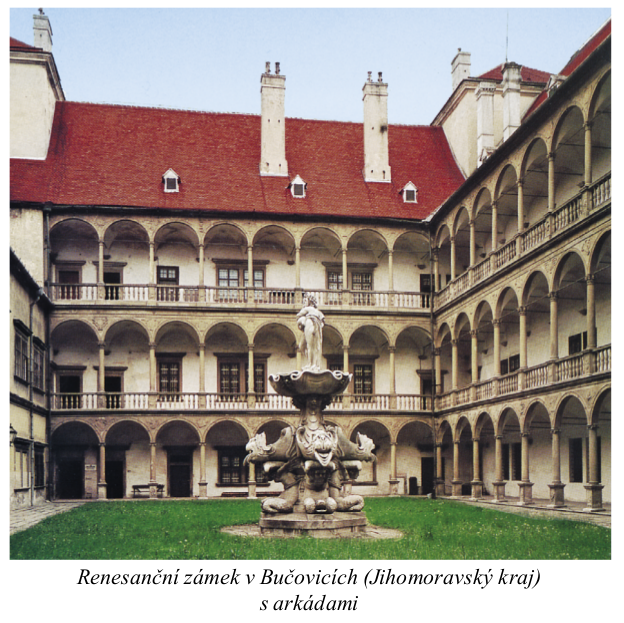 Renesanční zámek v Bučovicích (Jihomoravský kraj)
s arkádami